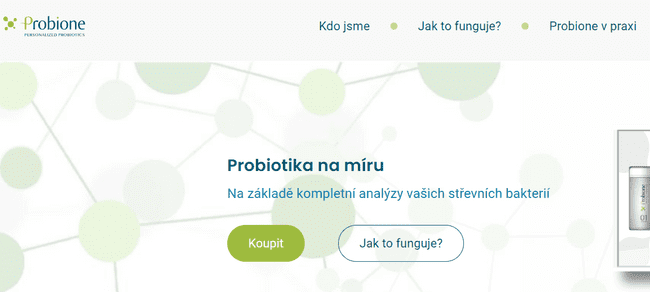 Probione
PERSONALIZED PROBIOTICS
Kdo jsme
Jak to funguje?
Probione v praxi
Probiotika na míru
Na základě kompletní analýzy vašich střevních bakterií
Koupit
Jak to funguje?